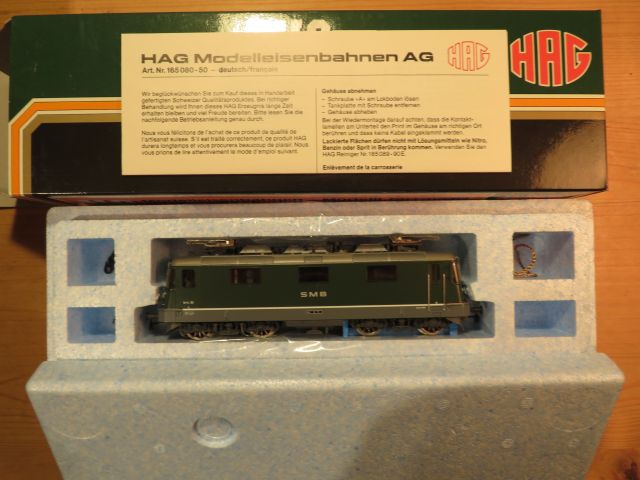 HAG Modelleisenbahnen AG
HAG
HAG
Art. Nr. 165 080-50 – deutsch/français
Wir beglückwünschen Sie zum Kauf dieses in Handarbeit
gefertigten Schweizer Qualitätsproduktes. Bei richtiger
Behandlung wird Ihnen dieses HAG Erzeugnis lange Zeit
erhalten bleiben und viel Freude bereiten. Bitte lesen Sie die
nachfolgende Betriebsanleitung genau durch.
Nous vous félicitons de l'achat de ce produit de qualité de
l'artisanat suisse. S'il est traité correctement, ce produit HAG
durera longtemps et vous procurera beaucoup de plaisir. Nous
vous prions de lire attentivement le mode d'emploi suivant.
Gehäuse abnehmen
– Schraube «A» am Lokboden lösen
– Tankplatte mit Schraube entfernen
– Gehäuse abheben
Bei der Wiedermontage darauf achten, dass die Kontakt-
lamellen am Unterteil den Print im Gehäuse am richtigen Ort
berühren und dass keine Kabel eingeklemmt werden.
Lackierte Flächen dürfen nicht mit Lösungsmitteln wie Nitro,
Benzin oder Sprit in Berührung kommen. Verwenden Sie den
HAG Reiniger Nr. 165 089-90 E.
Enlèvement de la carrosserie
SMB